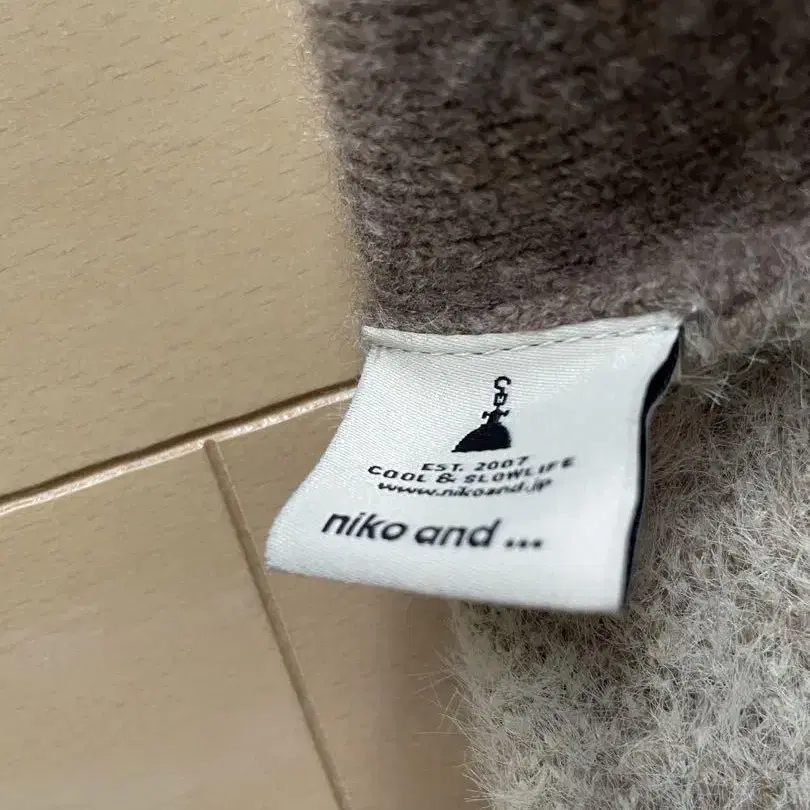 EST. 2007
COOL & SLOWLIFE
www.nikoand.jp
niko and ...